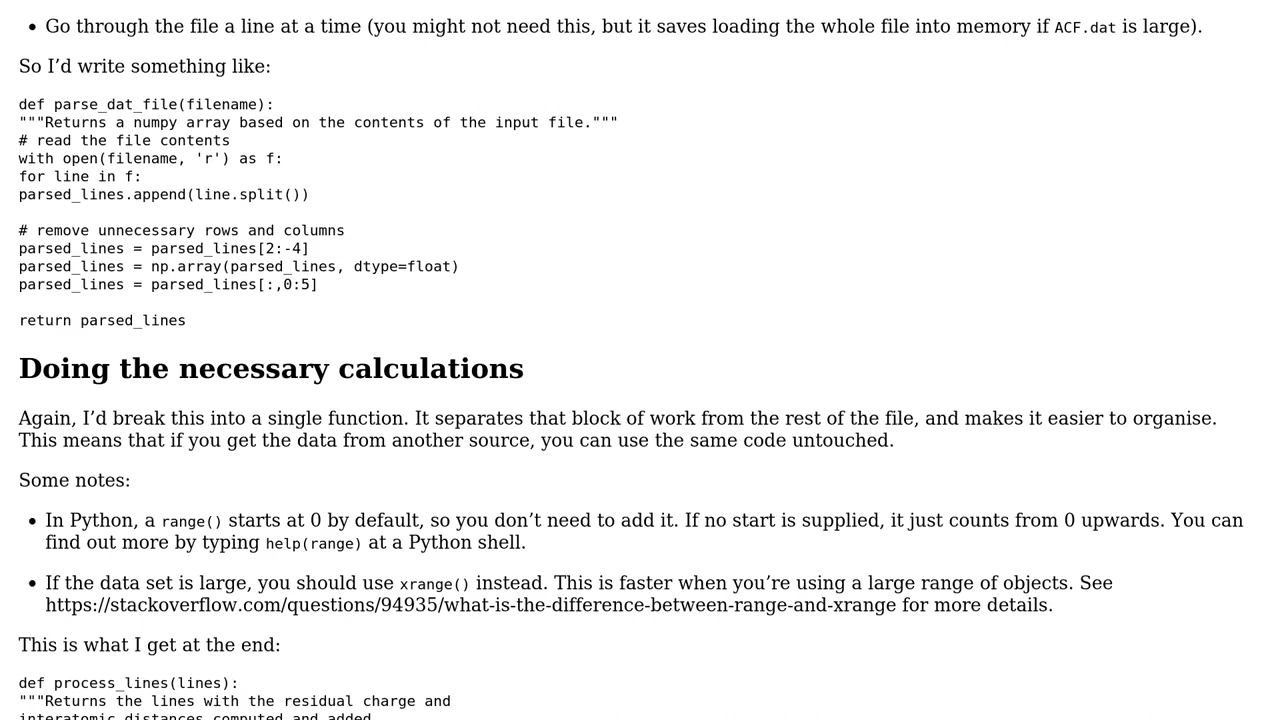 • Go through the file a line at a time (you might not need this, but it saves loading the whole file into memory if ACF.dat is large).
So I’d write something like:
def parse_dat_file(filename):
"""Returns a numpy array based on the contents of the input file."""
# read the file contents
with open(filename, 'r') as f:
for line in f:
parsed_lines.append(line.split())
# remove unnecessary rows and columns
parsed_lines = parsed_lines[2:-4]
parsed_lines = np.array(parsed_lines, dtype=float)
parsed_lines = parsed_lines[:,0:5]
return parsed_lines
Doing the necessary calculations
Again, I’d break this into a single function. It separates that block of work from the rest of the file, and makes it easier to organise.
This means that if you get the data from another source, you can use the same code untouched.
Some notes:
• In Python, a range() starts at 0 by default, so you don’t need to add it. If no start is supplied, it just counts from 0 upwards. You can
find out more by typing help(range) at a Python shell.
• If the data set is large, you should use xrange() instead. This is faster when you’re using a large range of objects. See
https://stackoverflow.com/questions/94935/what-is-the-difference-between-range-and-xrange for more details.
This is what I get at the end:
def process_lines(lines):
"""Returns the lines with the residual charge and
interatomic distances computed and added